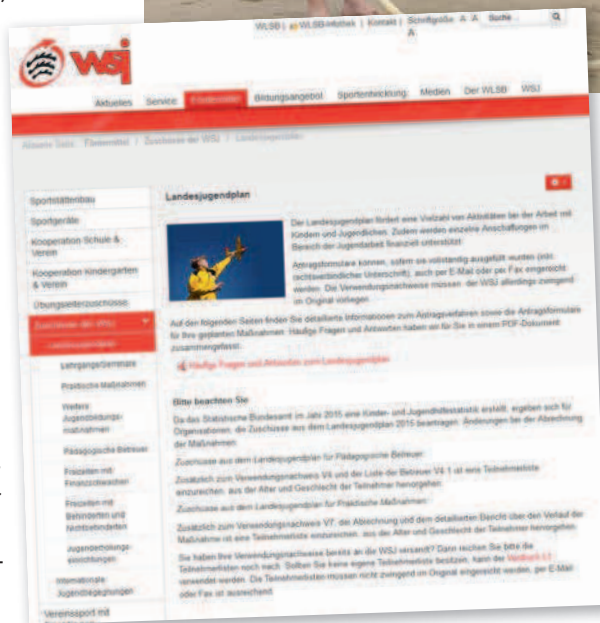 WLSB | WLSB-Infothek | Kontakt | Schriftgröße A A Suche ...
A
wsj
Aktuelles Service Fördermittel Bildungsangebot Sportentwicklung Medien Der WLSB WSJ
Aktuelle Seite: Fördermittel | Zuschüsse der WSJ | Landesjugendplan
Sportstättenbau
Sportgeräte
Kooperation Schule &
Verein
Kooperation Kindergarten
& Verein
Übungsleiterzuschüsse
Zuschüsse der WSJ
Landesjugendplan
Lehrgänge/Seminare
Praktische Maßnahmen
Weitere
Jugendbildungs-
maßnahmen
Pädagogische Betreuer
Freizeiten mit
Finanzschwachen
Freizeiten mit
Behinderten und
Nichtbehinderten
Jugenderholungs-
einrichtungen
Internationale
Jugendbegegnungen
Vereinssport mit
Landesjugendplan
Der Landesjugendplan fördert eine Vielzahl von Aktivitäten bei der Arbeit mit
Kindern und Jugendlichen. Zudem werden einzelne Anschaffungen im
Bereich der Jugendarbeit finanziell unterstützt.
Antragsformulare können, sofern sie vollständig ausgefüllt wurden (inkl.
rechtsverbindlicher Unterschrift), auch per E-Mail oder per Fax eingereicht
werden. Die Verwendungsnachweise müssen der WSJ allerdings zwingend
im Original vorliegen.
Auf den folgenden Seiten finden Sie detaillierte Informationen zum Antragsverfahren sowie die Antragsformulare
für Ihre geplanten Maßnahmen. Häufige Fragen und Antworten haben wir für Sie in einem PDF-Dokument
zusammengefasst.
Häufige Fragen und Antworten zum Landesjugendplan
Bitte beachten Sie
Da das Statistische Bundesamt im Jahr 2015 eine Kinder- und Jugendhilfestatistik erstellt, ergeben sich für
Organisationen, die Zuschüsse aus dem Landesjugendplan 2015 beantragen, Änderungen bei der Abrechnung
der Maßnahmen.
Zuschüsse aus dem Landesjugendplan für Pädagogische Betreuer:
Zusätzlich zum Verwendungsnachweis V4 und der Liste der Betreuer V4.1 ist eine Teilnehmerliste
einzureichen, aus der Alter und Geschlecht der Teilnehmer hervorgehen.
Zuschüsse aus dem Landesjugendplan für Praktische Maßnahmen:
Zusätzlich zum Verwendungsnachweis V7, der Abrechnung und dem detaillierten Bericht über den Verlauf der
Maßnahme ist eine Teilnehmerliste einzureichen, aus der Alter und Geschlecht der Teilnehmer hervorgehen.
Sie haben Ihre Verwendungsnachweise bereits an die WSJ versandt? Dann reichen Sie bitte die
Teilnehmerlisten noch nach. Sollten Sie keine eigene Teilnehmerliste besitzen, kann der
verwendet werden. Die Teilnehmerlisten müssen nicht zwingend im Original eingereicht werden, per E-Mail
oder Fax ist ausreichend.